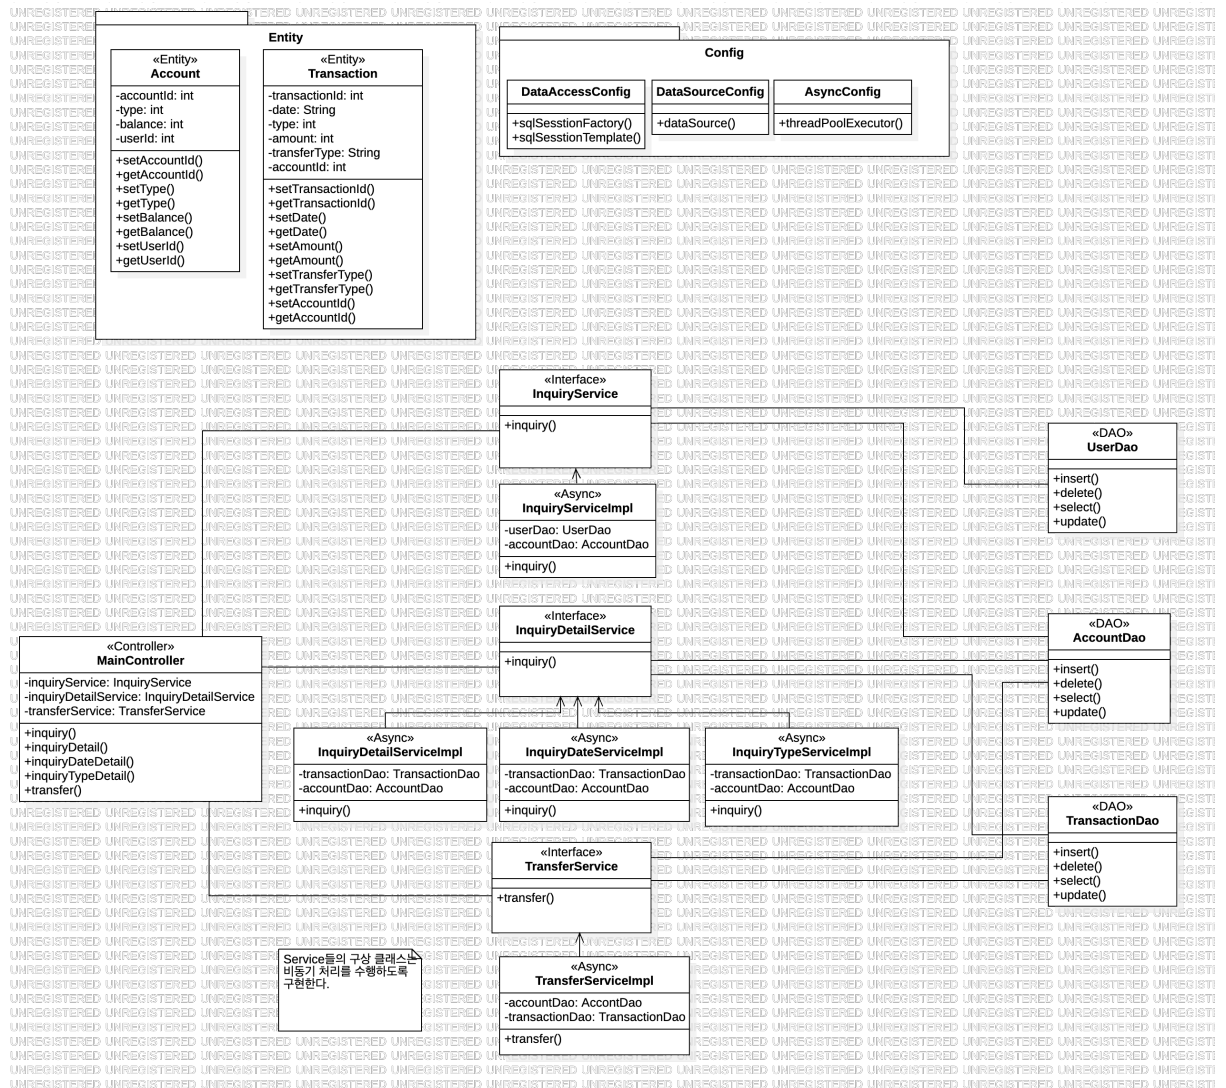 Entity
«Entity»
Account
-accountId: int
-type: int
-balance: int
-userId: int
+setAccountId()
+getAccountId()
+setType()
+getType()
+setBalance()
+getBalance()
+setUserId()
+getUserId()
«Entity»
Transaction
-transactionId: int
-date: String
-type: int
-amount: int
-transferType: String
-accountId: int
+setTransactionId()
+getTransactionId()
+setDate()
+getDate()
+setAmount()
+getAmount()
+setTransferType()
+getTransferType()
+setAccountId()
+getAccountId()
Config
DataAccessConfig
+sqlSesstionFactory()
+sqlSesstionTemplate()
DataSourceConfig
+dataSource()
AsyncConfig
+threadPoolExecutor()
«Interface»
InquiryService
+inquiry()
«Async»
InquiryServiceImpl
-userDao: UserDao
-accountDao: AccountDao
+inquiry()
«DAO»
UserDao
+insert()
+delete()
+select()
+update()
«Interface»
InquiryDetailService
+inquiry()
«DAO»
AccountDao
+insert()
+delete()
+select()
+update()
«Controller»
MainController
-inquiryService: InquiryService
-inquiryDetailService: InquiryDetailService
-transferService: TransferService
+inquiry()
+inquiryDetail()
+inquiryDateDetail()
+inquiryTypeDetail()
+transfer()
«Async»
InquiryDetailServiceImpl
-transactionDao: TransactionDao
-accountDao: AccountDao
+inquiry()
«Async»
InquiryDateServiceImpl
-transactionDao: TransactionDao
-accountDao: AccountDao
+inquiry()
«Async»
InquiryTypeServiceImpl
-transactionDao: TransactionDao
-accountDao: AccountDao
+inquiry()
«DAO»
TransactionDao
+insert()
+delete()
+select()
+update()
«Interface»
TransferService
+transfer()
Service들의 구상 클래스는
비동기 처리를 수행하도록
구현한다.
«Async»
TransferServiceImpl
-accountDao: AccontDao
-transactionDao: TransactionDao
+transfer()